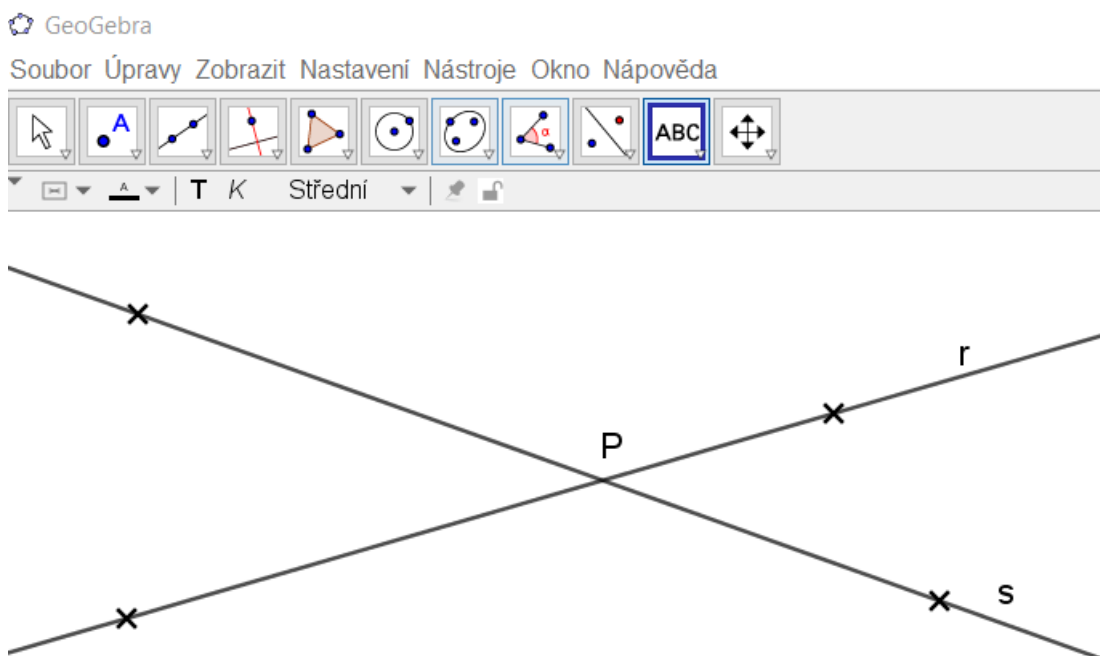 GeoGebra
Soubor Úpravy Zobrazit Nastavení Nástroje Okno Nápověda
A α ABC
A T K Střední
r
P
s